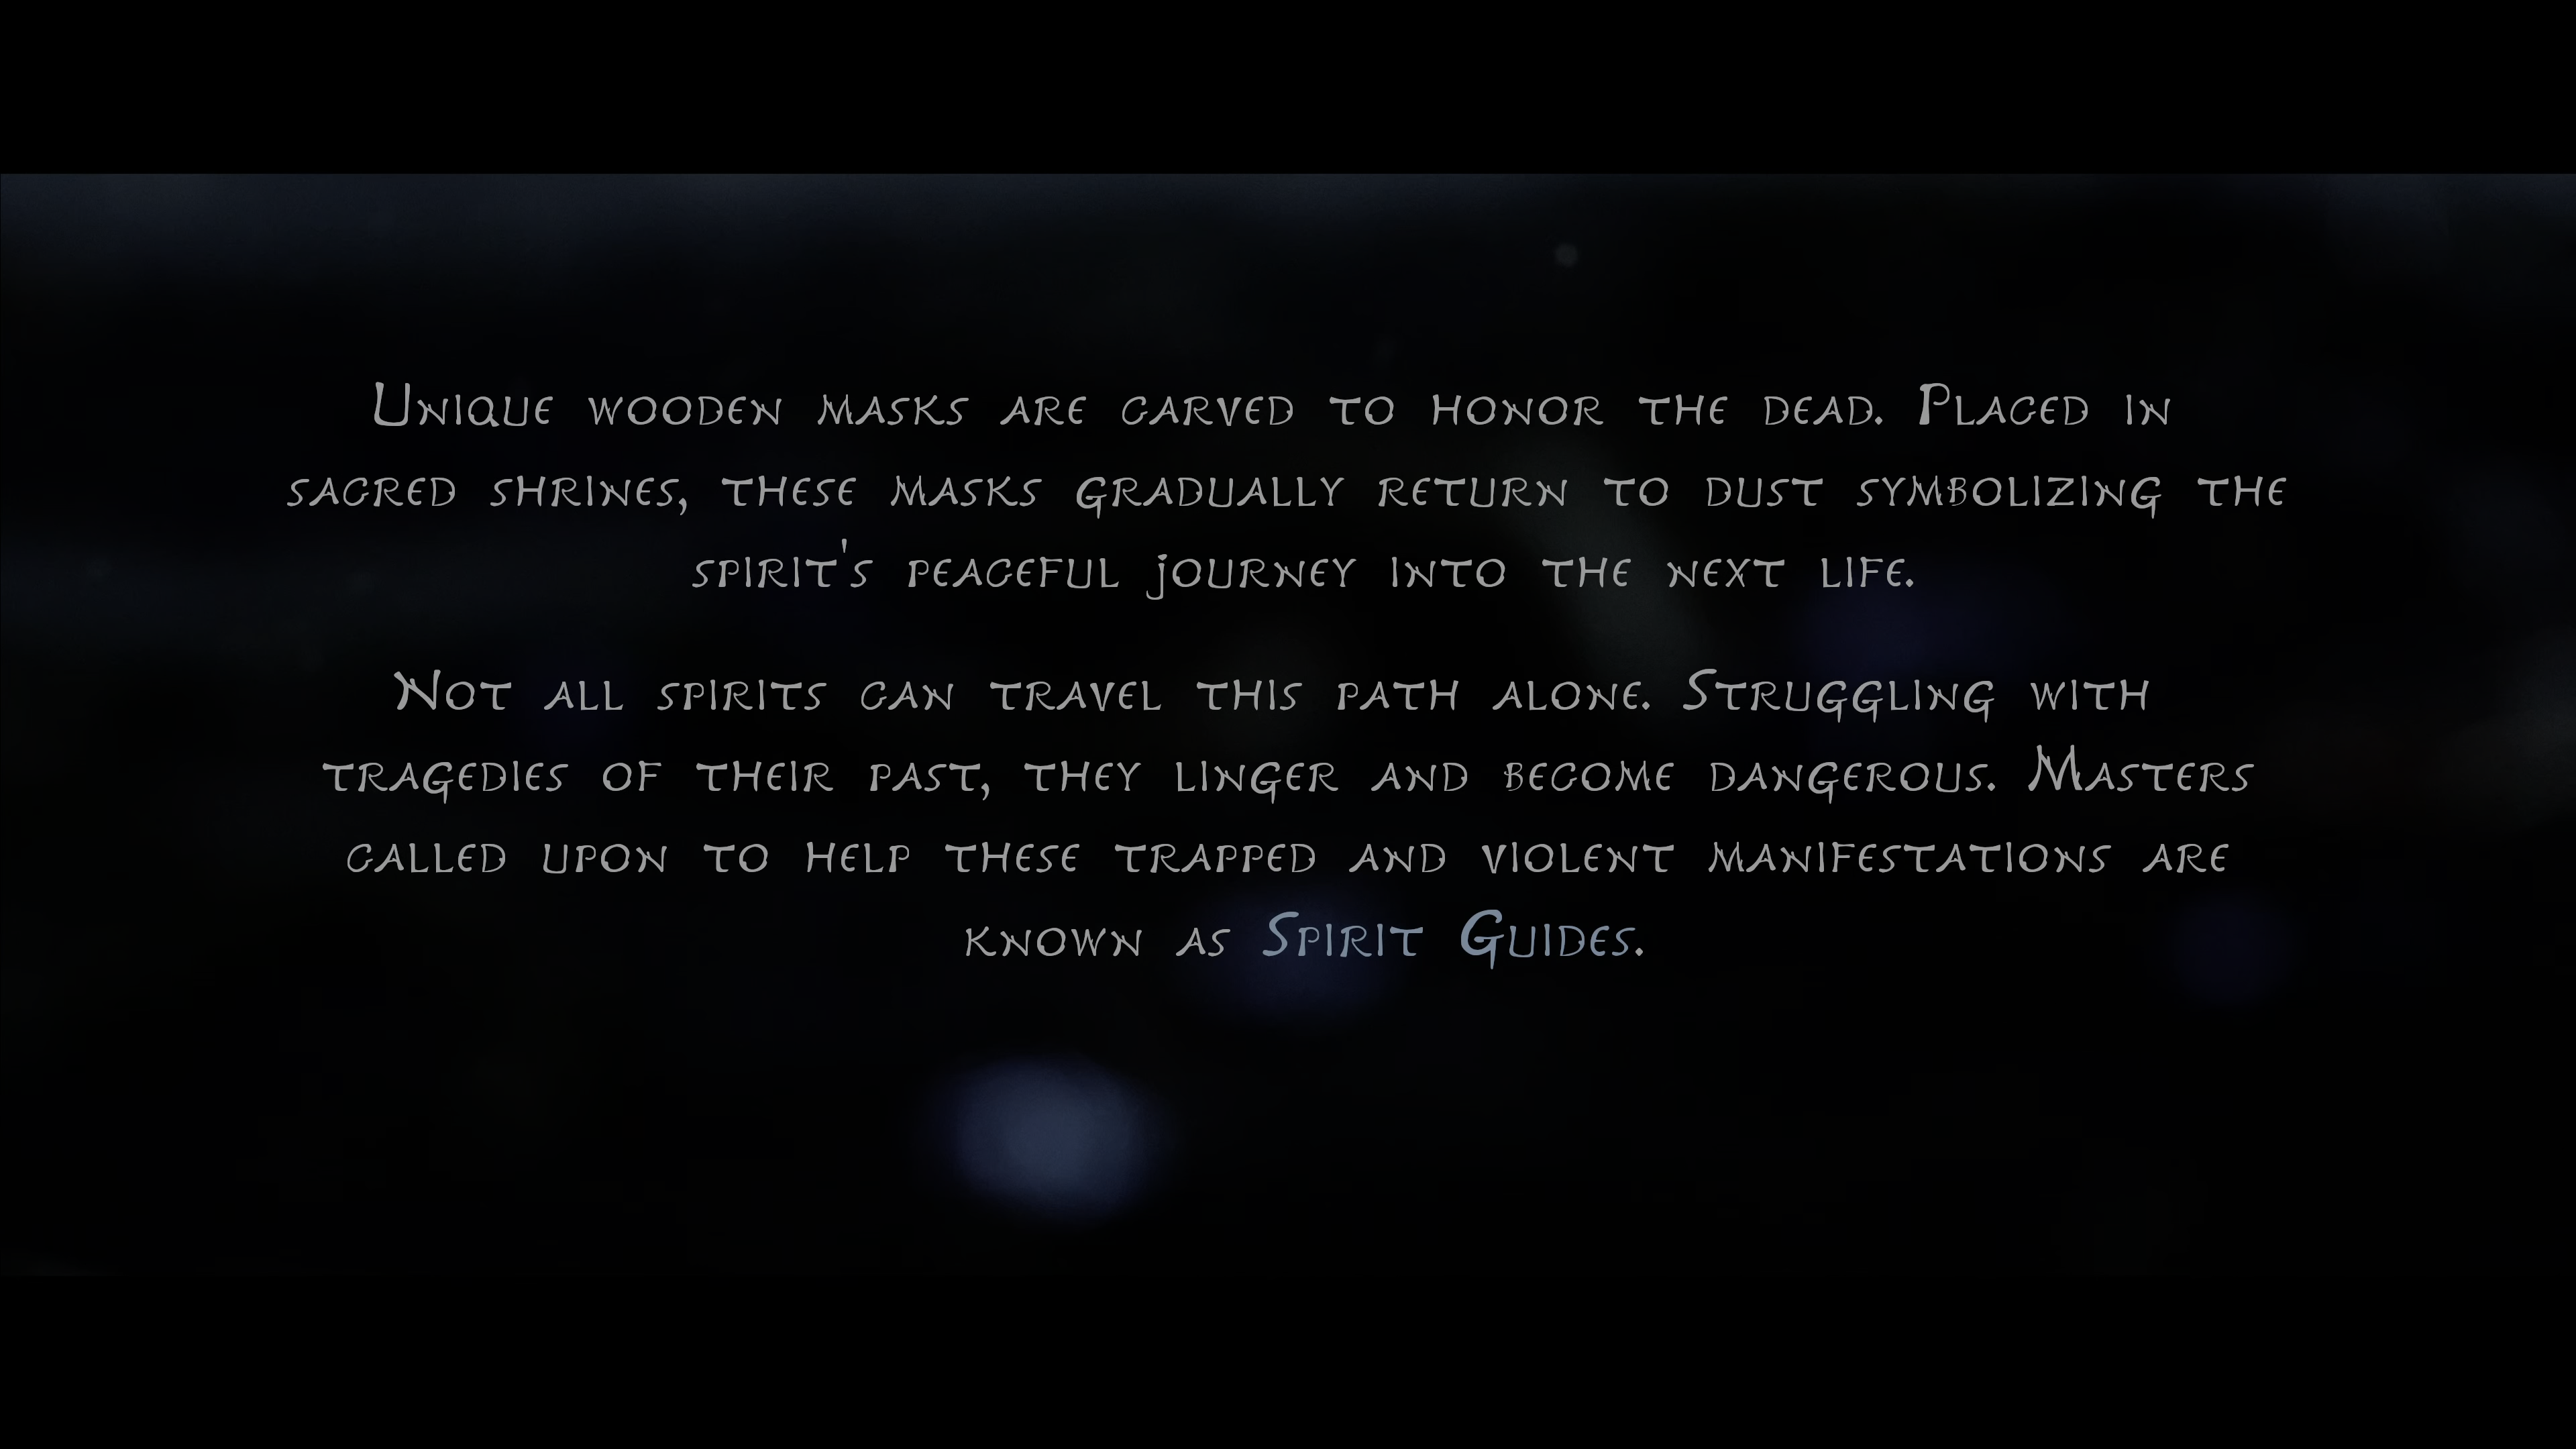 Unique wooden masks are carved to honor the dead. Placed in
sacred shrines, these masks gradually return to dust symbolizing the
spirit's peaceful journey into the next life.
Not all spirits can travel this path alone. Struggling with
tragedies of their past, they linger and become dangerous. Masters
called upon to help these trapped and violent manifestations are
known as Spirit Guides.